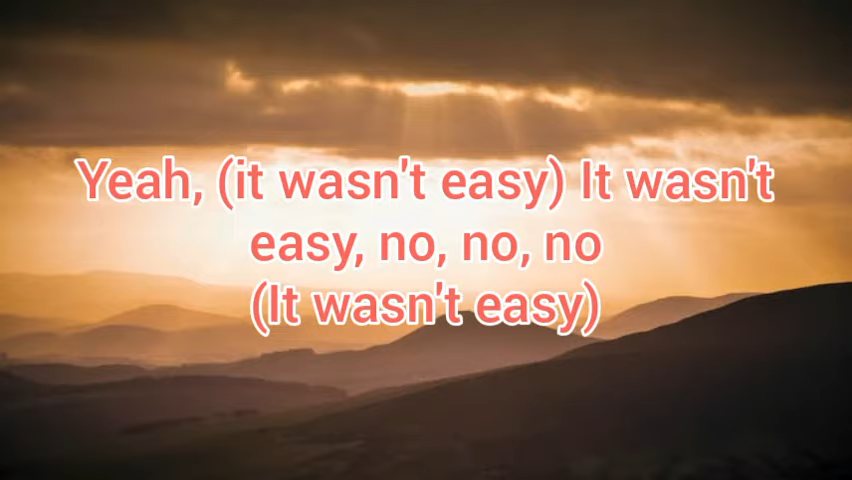 Yeah, (it wasn't easy) It wasn't
easy, no, no, no
(It wasn't easy)